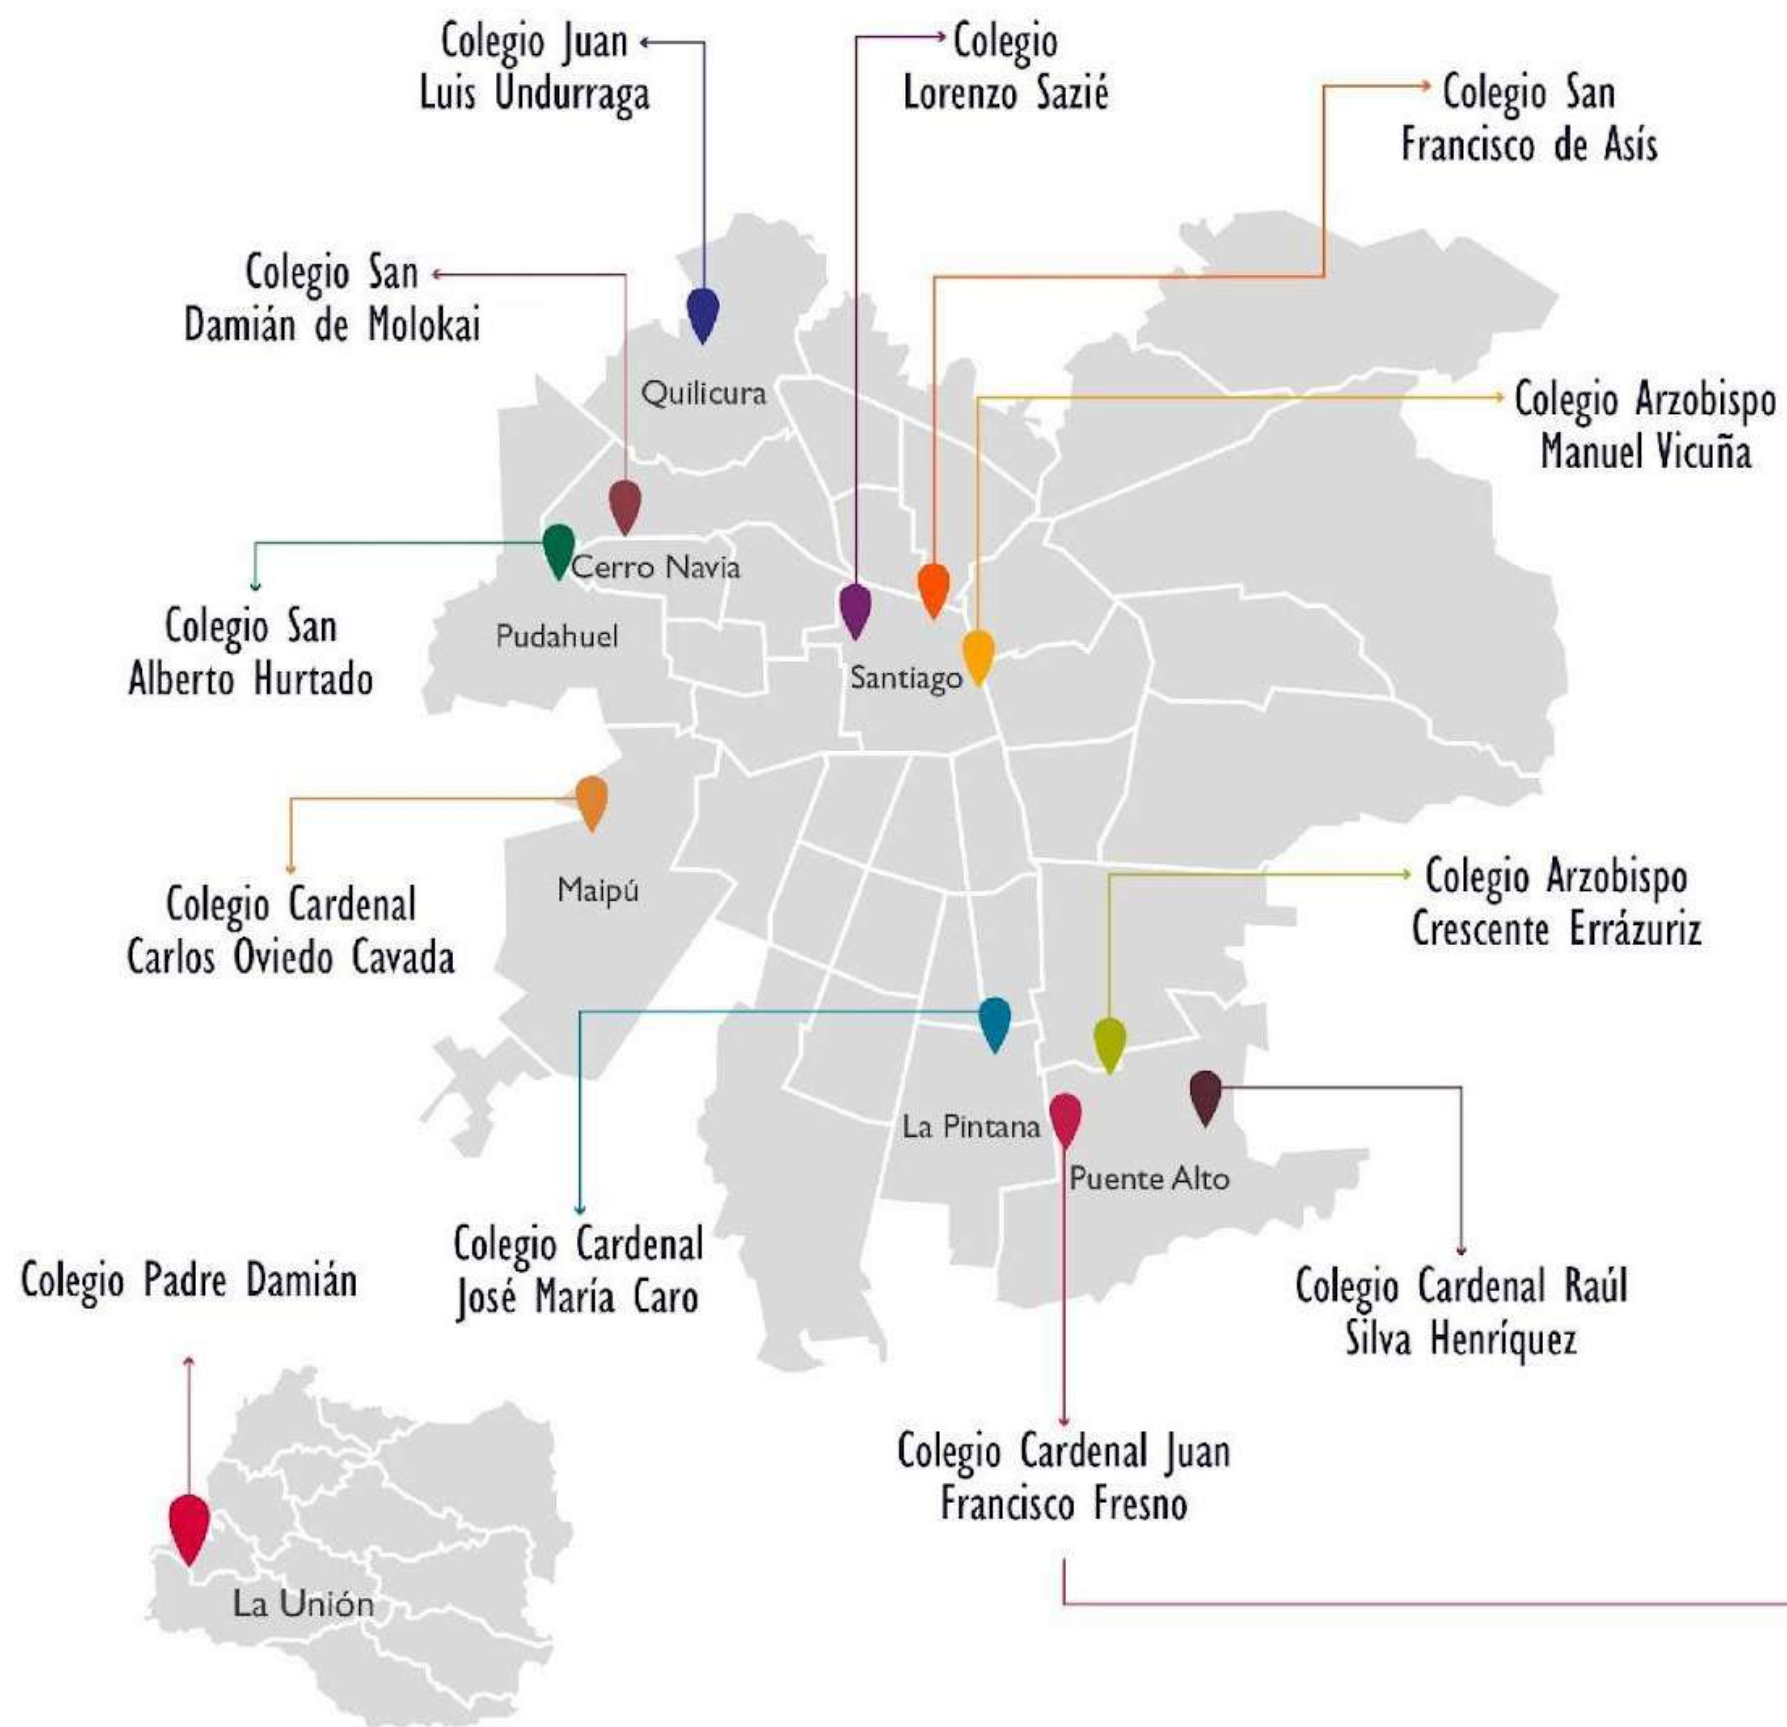 Colegio Juan
Luis Undurraga
Colegio
Lorenzo Sazié
Colegio San
Francisco de Asís
Colegio San
Damián de Molokai
Quilicura
Colegio Arzobispo
Manuel Vicuña
Cerro Navia
Colegio San
Alberto Hurtado
Pudahuel
Santiago
Maipú
Colegio Cardenal
Carlos Oviedo Cavada
Colegio Arzobispo
Crescente Errázuriz
La Pintana
Puente Alto
Colegio Cardenal
José María Caro
Colegio Padre Damián
Colegio Cardenal Raúl
Silva Henríquez
Colegio Cardenal Juan
Francisco Fresno
La Unión